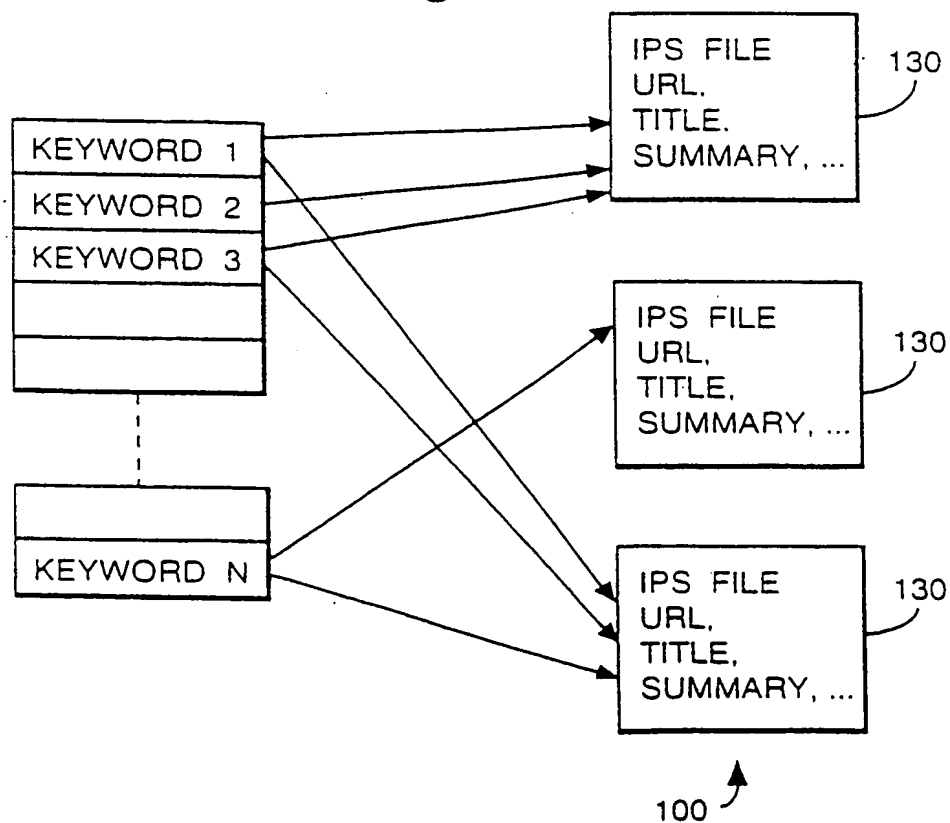 KEYWORD 1
KEYWORD 2
KEYWORD 3
KEYWORD N
IPS FILE
URL,
TITLE.
SUMMARY, ...
130
IPS FILE
URL,
TITLE,
SUMMARY, ...
130
IPS FILE
URL,
TITLE,
SUMMARY, ...
130
100